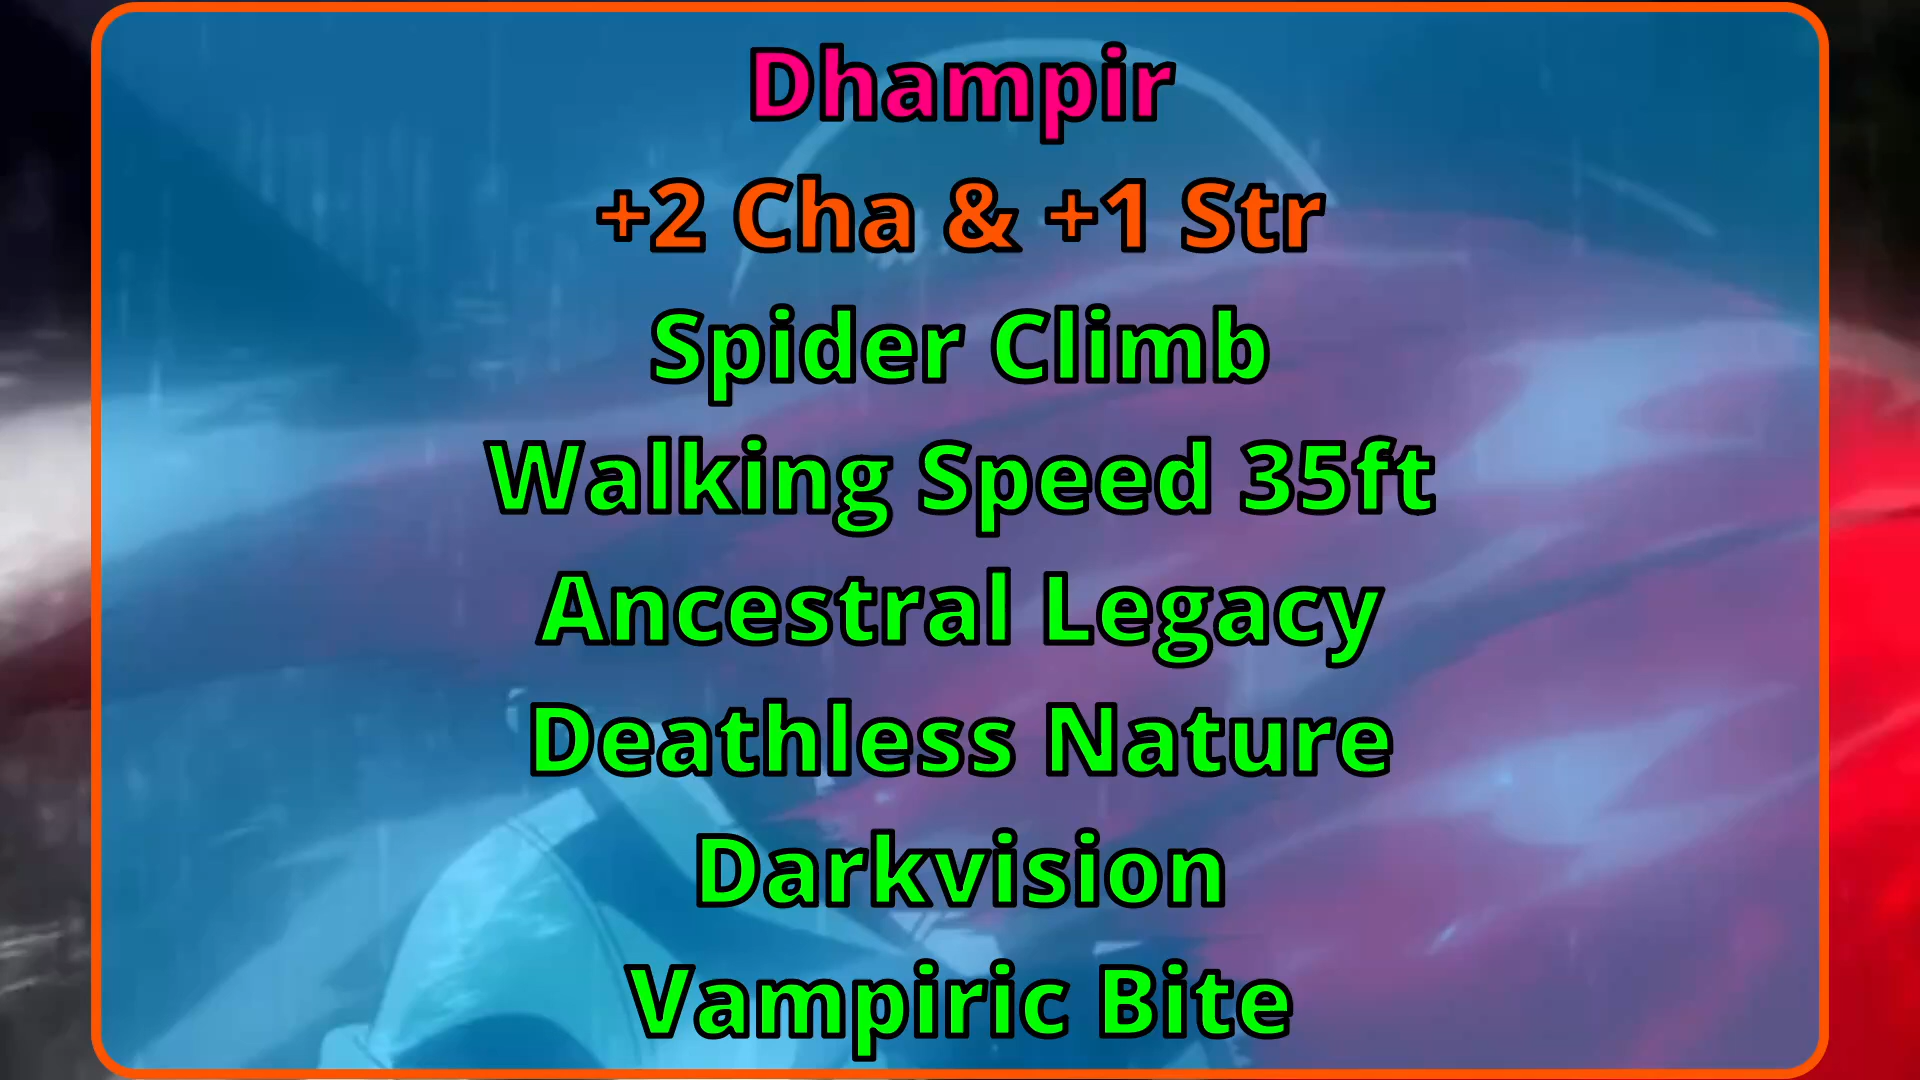 Dhampir
+2 Cha & +1 Str
Spider Climb
Walking Speed 35ft
Ancestral Legacy
Deathless Nature
Darkvision
Vampiric Bite